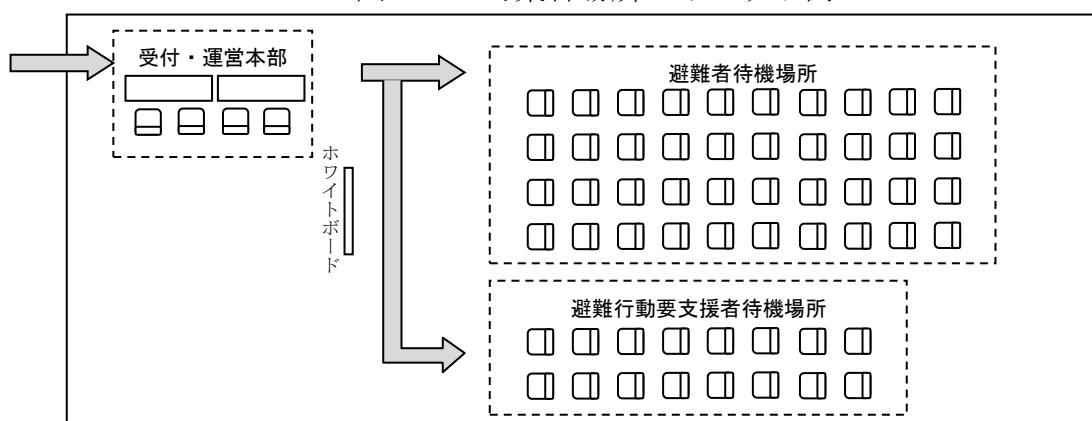 受付・運営本部
避難者待機場所
ホワイトボード
避難行動要支援者待機場所